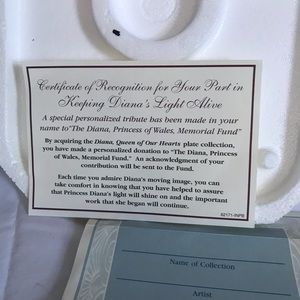 Certificate of Recognition for Your Part in
Keeping Diana's Light Alive
A special personalized tribute has been made in your
name to "The Diana, Princess of Wales, Memorial Fund"
By acquiring the Diana, Queen of Our Hearts plate collection,
you have made a personalized donation to "The Diana, Princess
of Wales, Memorial Fund." An acknowledgment of your
contribution will be sent to the Fund.
Each time you admire Diana's moving image, you can
take comfort in knowing that you have helped to assure
that Princess Diana's light will shine on and the important
work that she began will continue.
62171-INPB
Name of Collection
Artist